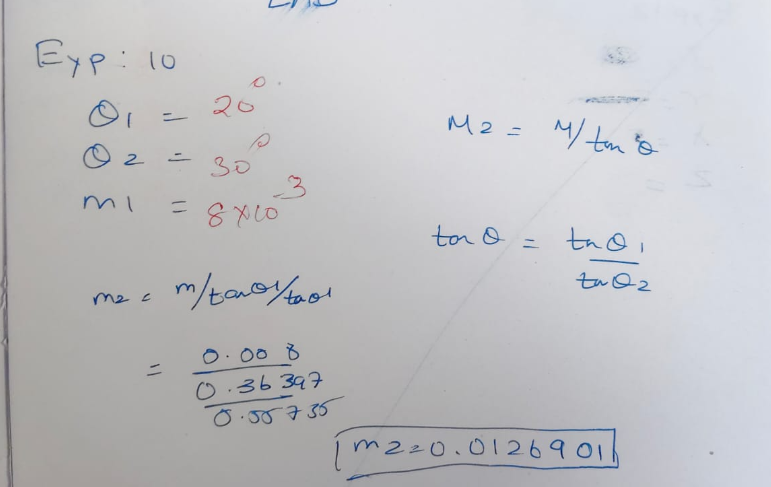 Exp: 10
θ1 = 20°
θ2 = 30°
m1 = 8×10-3
M2 = M/tan θ
tan θ = tan θ1
tan θ2
m2 = m/tanθ1/tanθ1
= 0.008
0.36397
0.55735
m2=0.0126901